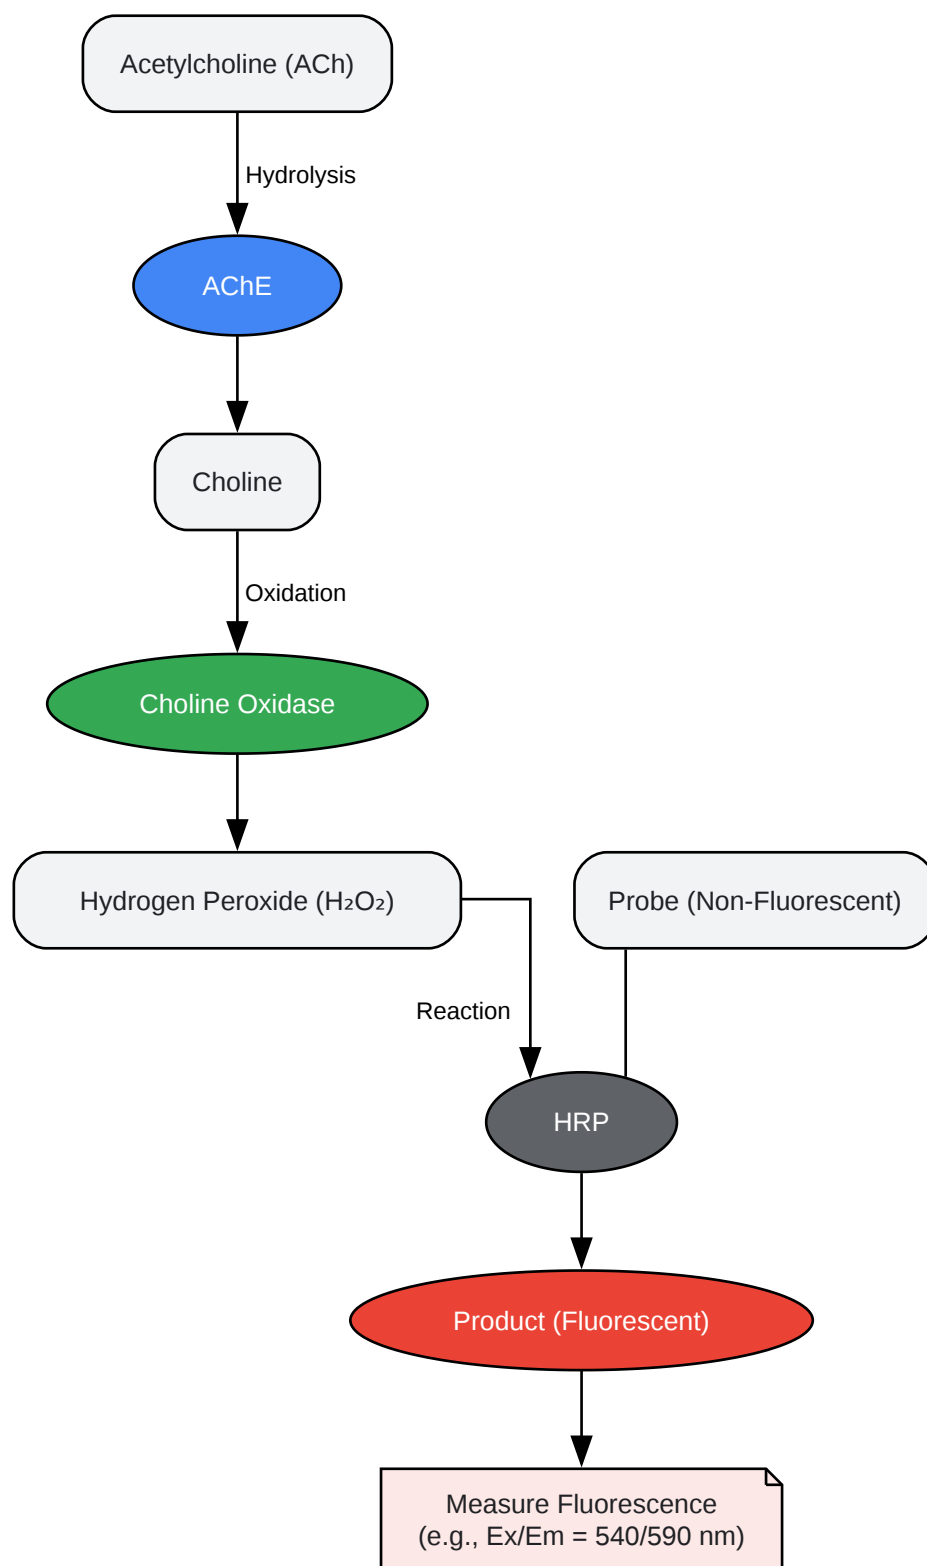 Acetylcholine (ACh)
Hydrolysis
AChE
Choline
Oxidation
Choline Oxidase
Hydrogen Peroxide (H₂O₂)
Probe (Non-Fluorescent)
Reaction
HRP
Product (Fluorescent)
Measure Fluorescence
(e.g., Ex/Em = 540/590 nm)